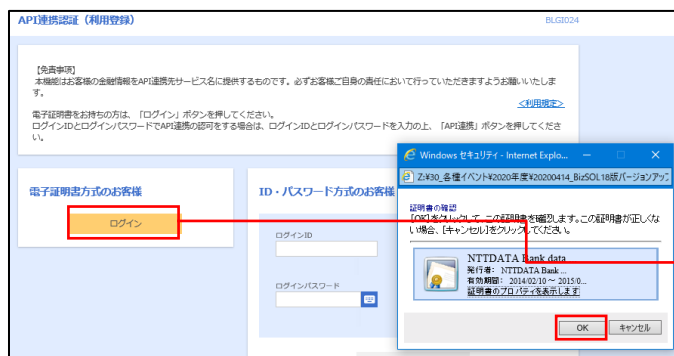 API連携認証（利用登録）
BLGI024
【免責事項】
本機能はお客様の金融情報をAPI連携先サービス名に提供するものです。必ずお客様ご自身の責任において行っていただきますようお願いいたしま
す。
＜利用規定＞
電子証明書をお持ちの方は、「ログイン」ボタンを押してください。
ログインIDとログインパスワードでAPI連携の認可をする場合は、ログインIDとログインパスワードを入力の上、「API連携」ボタンを押してくださ
い。
電子証明書方式のお客様
ログイン
ID・パスワード方式のお客様
ログインID
ログインパスワード
Windows セキュリティ - Internet Explo...
Z:¥30_各種イベント¥2020年度¥20200414_BizSOL18版バージョンアップ
証明書の確認
[OK]をクリックして、この証明書を確認します。この証明書が正しくな
い場合、[キャンセル]をクリックしてください。
NTTDATA Bank data
発行者: NTTDATA Bank ...
有効期間: 2014/02/10 ～ 2015/0...
証明書のプロパティを表示します
OK
キャンセル